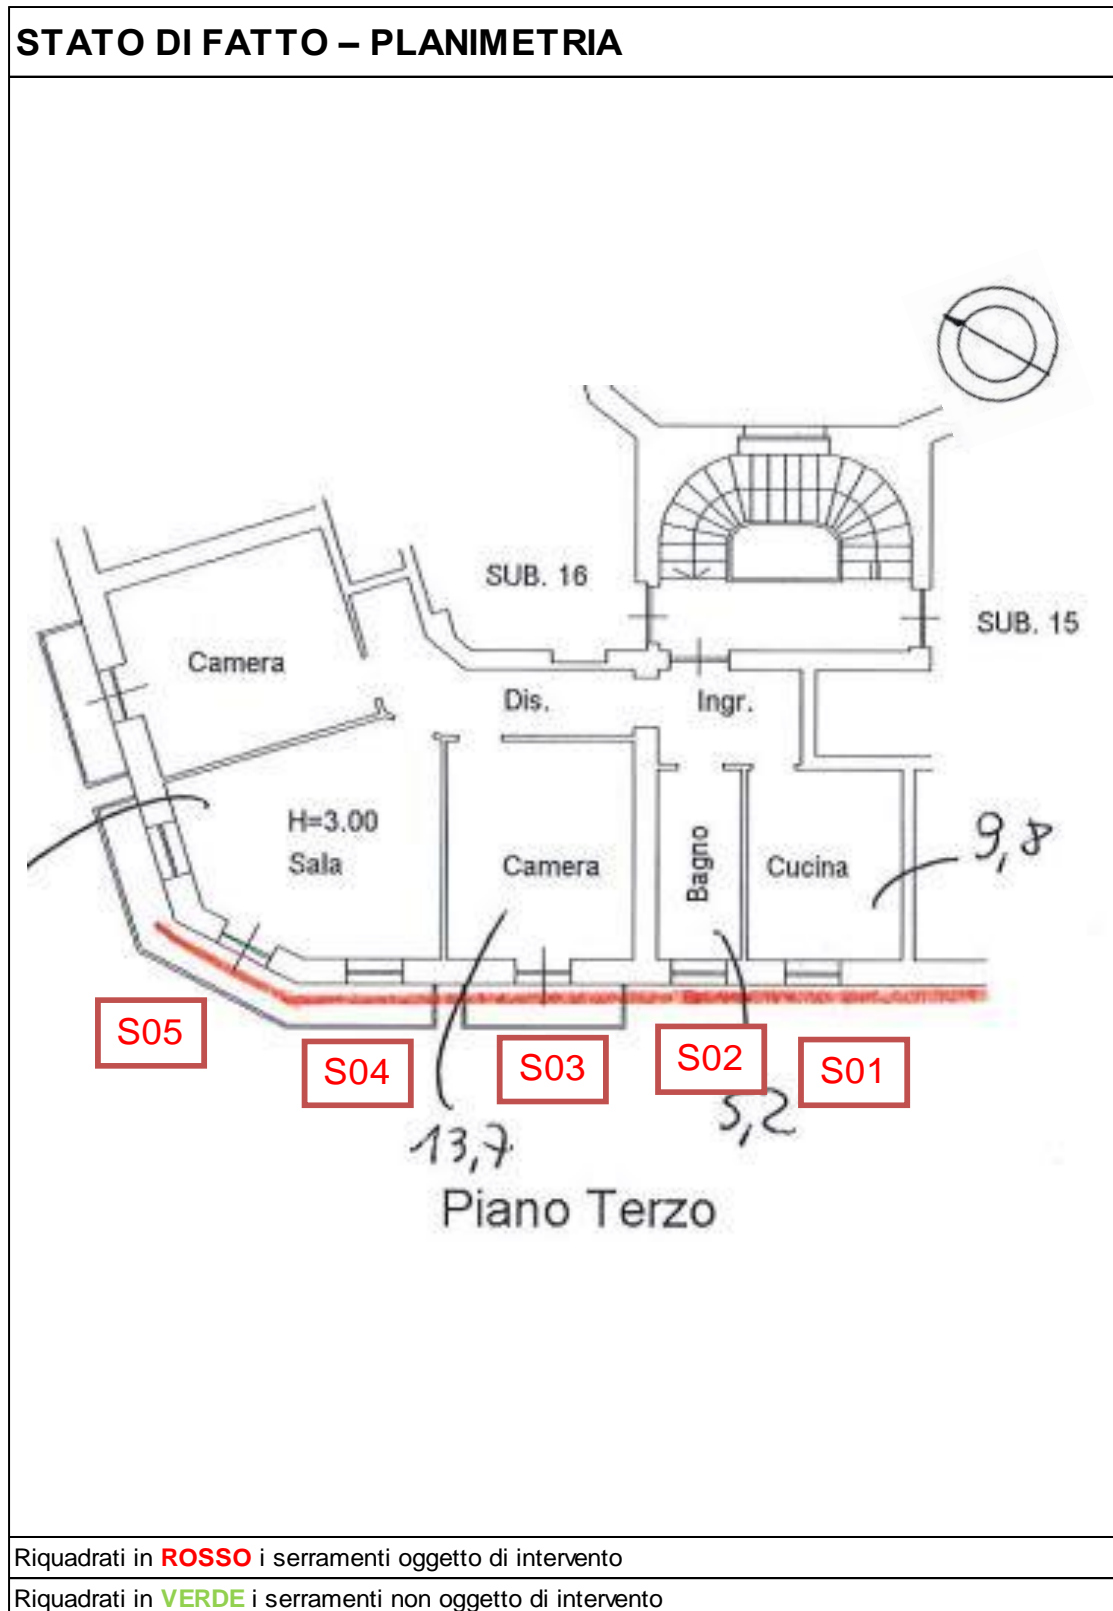 STATO DI FATTO – PLANIMETRIA
SUB. 16
SUB. 15
Camera
Dis.
Ingr.
H=3.00
Sala
Camera
Bagno
Cucina
9,8
S05
S04
S03
S02
S01
13,7
5,2
Piano Terzo
Riquadrati in ROSSO i serramenti oggetto di intervento
Riquadrati in VERDE i serramenti non oggetto di intervento